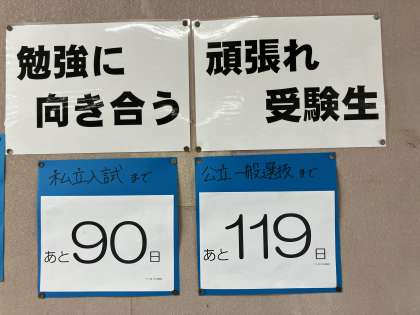 勉強に
向き合う
頑張れ
受験生
私立入試まで
あと90日
公立一般選抜まで
あと119日